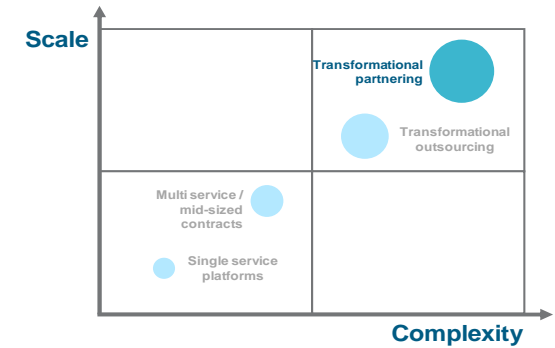 Scale
Transformational
partnering
Transformational
outsourcing
Multi service /
mid-sized
contracts
Single service
platforms
Complexity